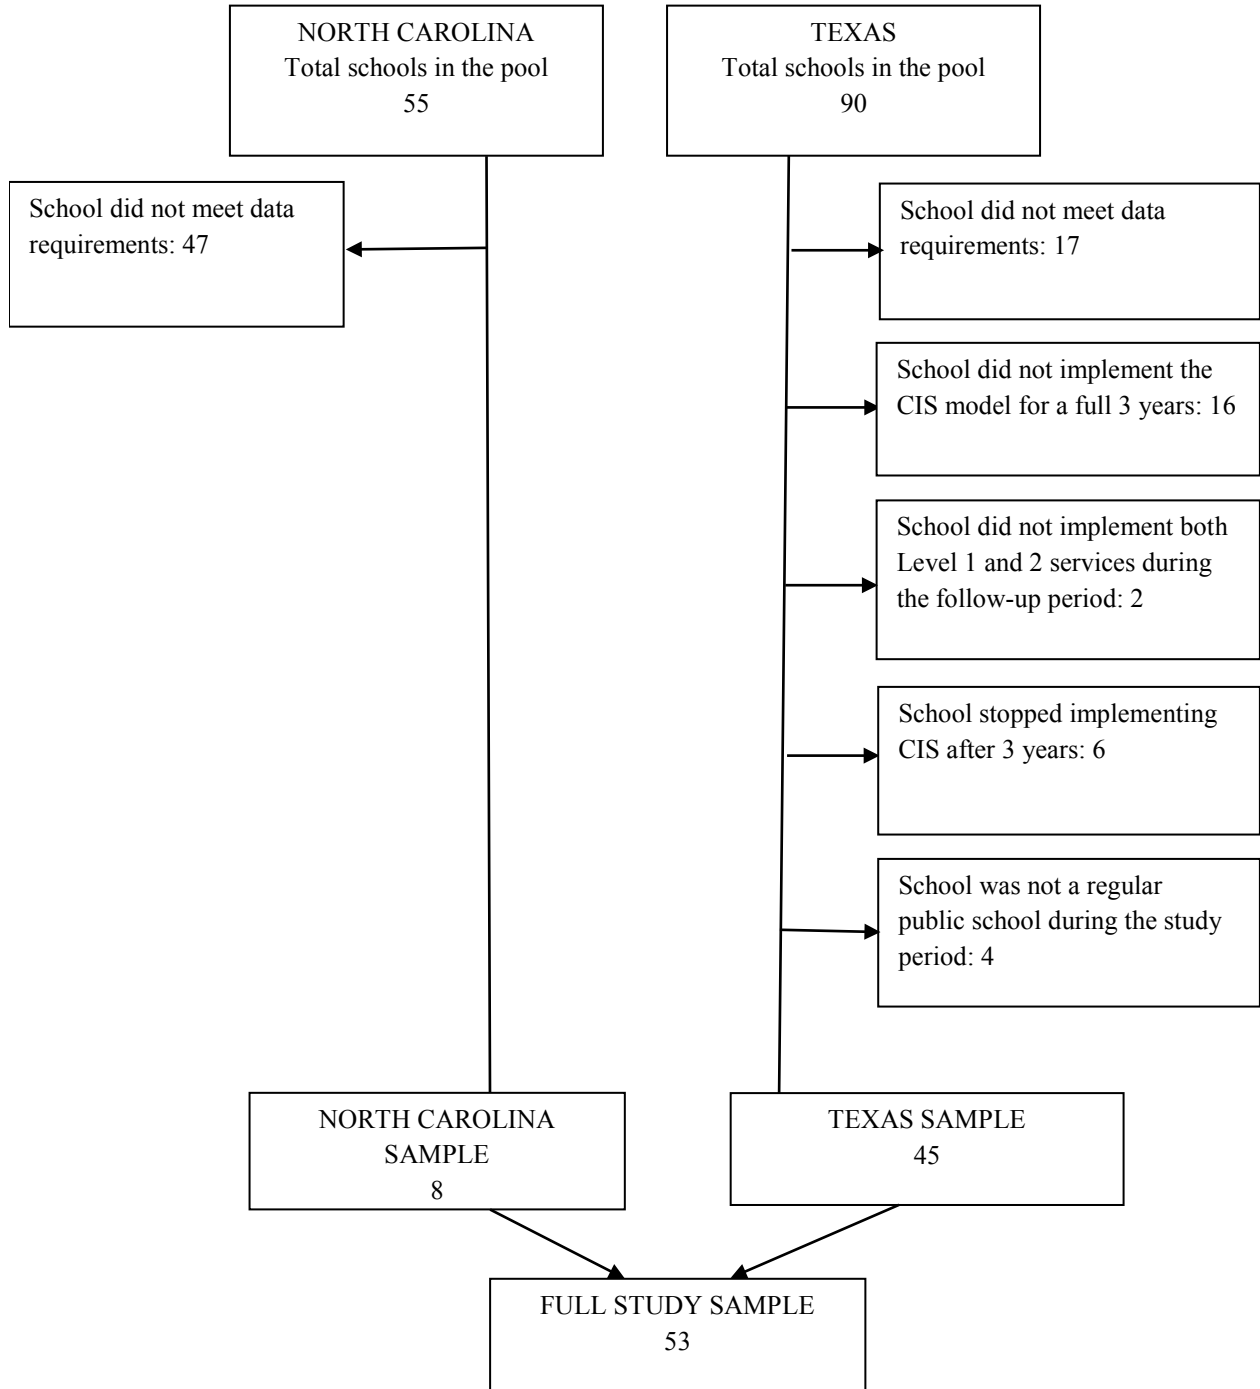 NORTH CAROLINA
Total schools in the pool
55
TEXAS
Total schools in the pool
90
School did not meet data
requirements: 47
School did not meet data
requirements: 17
School did not implement the
CIS model for a full 3 years: 16
School did not implement both
Level 1 and 2 services during
the follow-up period: 2
School stopped implementing
CIS after 3 years: 6
School was not a regular
public school during the study
period: 4
NORTH CAROLINA
SAMPLE
8
TEXAS SAMPLE
45
FULL STUDY SAMPLE
53